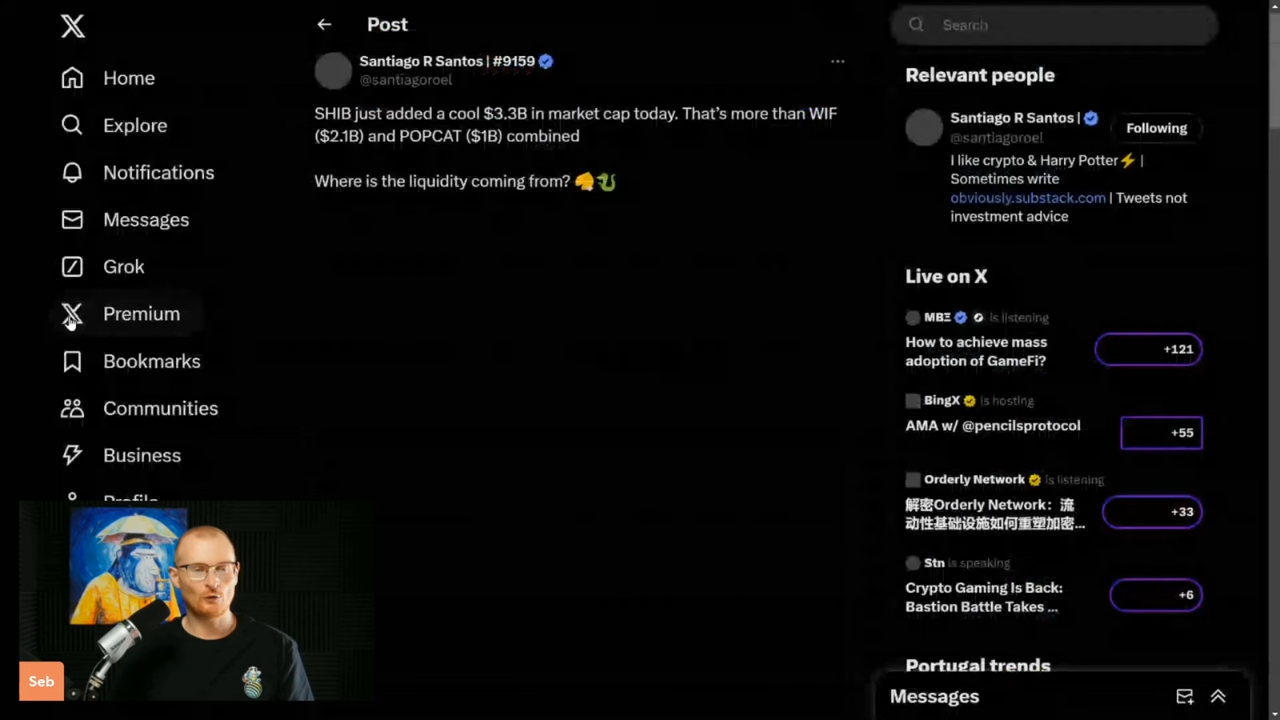 Home
Explore
Notifications
Messages
Grok
Premium
Bookmarks
Communities
Business
Profile
Seb
Post
Santiago R Santos | #9159
@santiagoroel
SHIB just added a cool $3.3B in market cap today. That’s more than WIF
($2.1B) and POPCAT ($1B) combined
Where is the liquidity coming from? 🧽🐍
Search
Relevant people
Santiago R Santos |
@santiagoroel
Following
I like crypto & Harry Potter⚡ |
Sometimes write
obviously.substack.com | Tweets not
investment advice
Live on X
MBΞ is listening
How to achieve mass
adoption of GameFi?
+121
BingX is hosting
AMA w/ @pencilsprotocol
+55
Orderly Network is listening
解密Orderly Network：流
动性基础设施如何重塑加密...
+33
Stn is speaking
Crypto Gaming Is Back:
Bastion Battle Takes ...
+6
Portugal trends
Messages